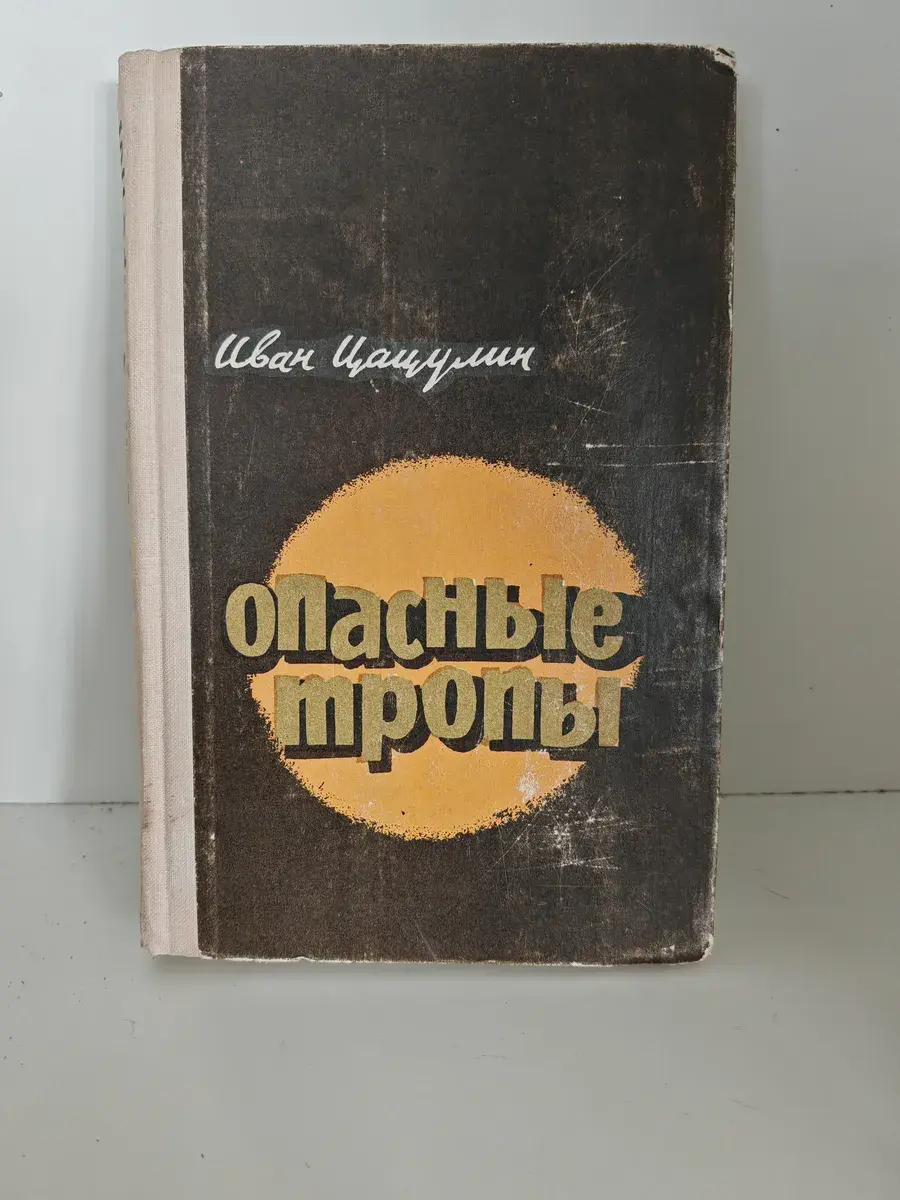 Иван Цацулин
опасные
тропы